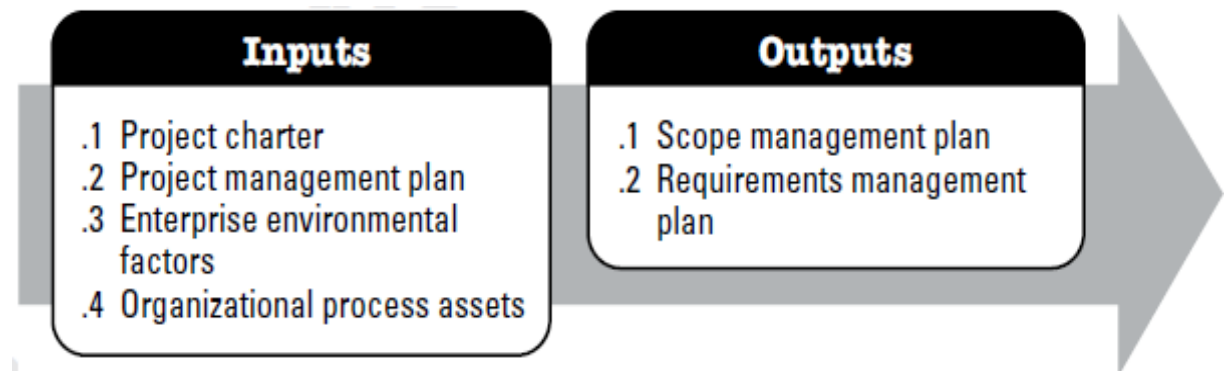 Inputs
.1 Project charter
.2 Project management plan
.3 Enterprise environmental
factors
.4 Organizational process assets
Outputs
.1 Scope management plan
.2 Requirements management
plan